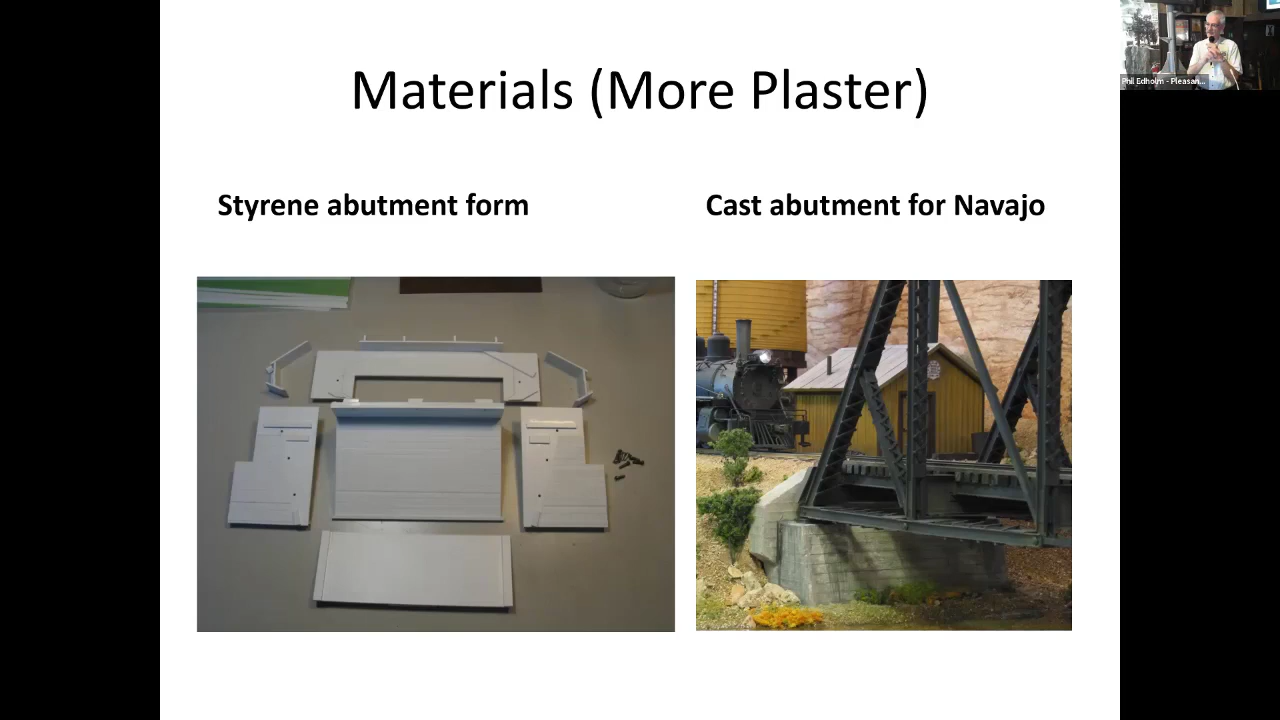 Materials (More Plaster)
Styrene abutment form
Cast abutment for Navajo
Phil Edholm - Pleasan...